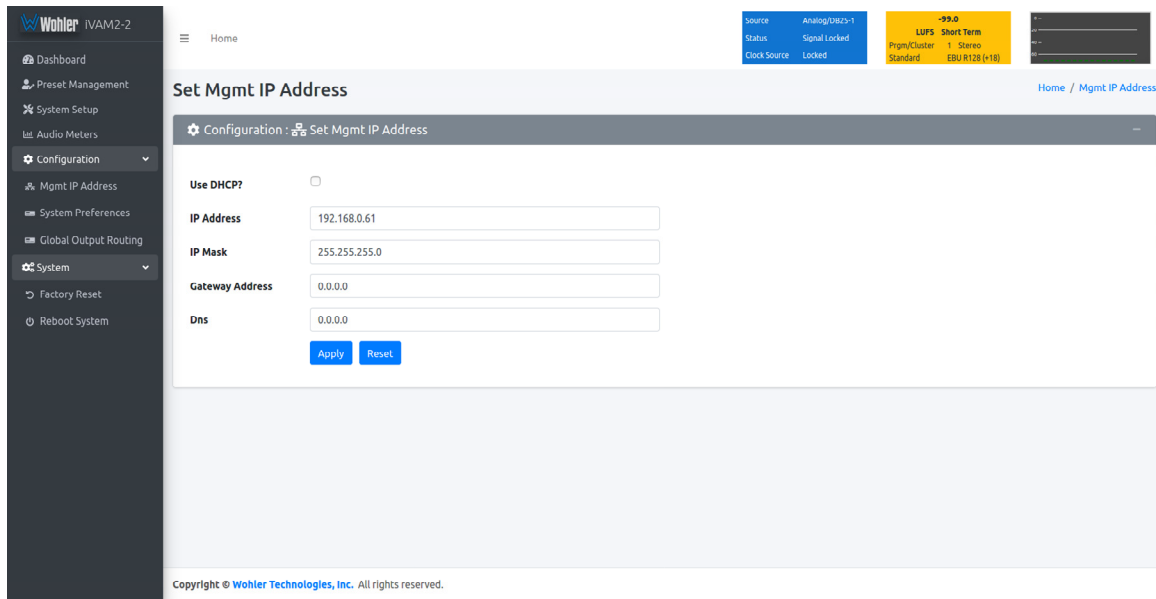 Wohler iVAM2-2
Dashboard
Preset Management
System Setup
Audio Meters
Configuration
Mgmt IP Address
System Preferences
Global Output Routing
System
Factory Reset
Reboot System
Home
Source Analog/DB25-1
Status Signal Locked
Clock Source Locked
-99.0
LUFS Short Term
Prgm/Cluster 1 Stereo
Standard EBU R128 (+18)
Set Mgmt IP Address
Home / Mgmt IP Address
Configuration : Set Mgmt IP Address
Use DHCP?
IP Address 192.168.0.61
IP Mask 255.255.255.0
Gateway Address 0.0.0.0
Dns 0.0.0.0
Apply Reset
Copyright © Wohler Technologies, Inc. All rights reserved.